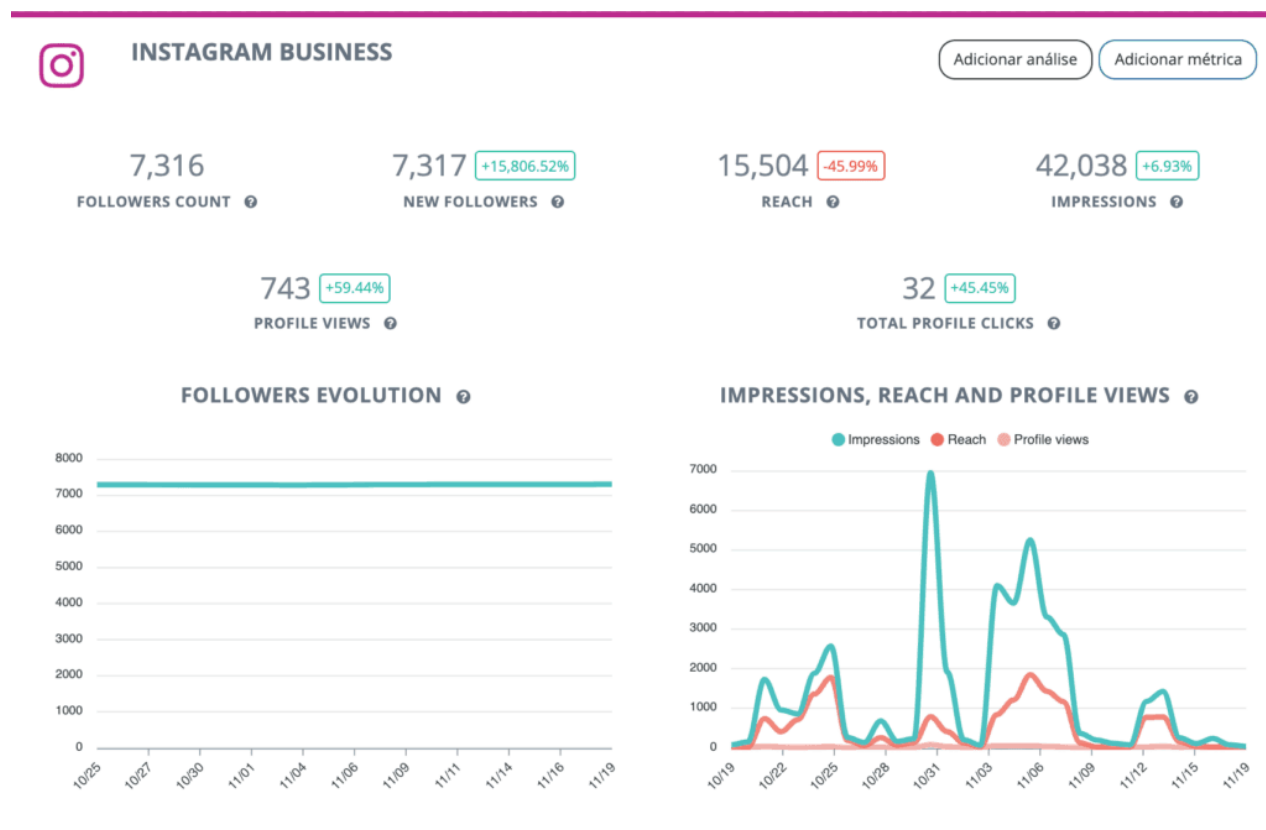 INSTAGRAM BUSINESS
Adicionar análise
Adicionar métrica
7,316
FOLLOWERS COUNT
7,317 +15,806.52%
NEW FOLLOWERS
15,504 -45.99%
REACH
42,038 +6.93%
IMPRESSIONS
743 +59.44%
PROFILE VIEWS
32 +45.45%
TOTAL PROFILE CLICKS
FOLLOWERS EVOLUTION
8000
7000
6000
5000
4000
3000
2000
1000
0
10/25 10/27 10/30 11/01 11/04 11/06 11/09 11/11 11/14 11/16 11/19
IMPRESSIONS, REACH AND PROFILE VIEWS
Impressions Reach Profile views
7000
6000
5000
4000
3000
2000
1000
0
10/19 10/22 10/25 10/28 10/31 11/03 11/06 11/09 11/12 11/15 11/19